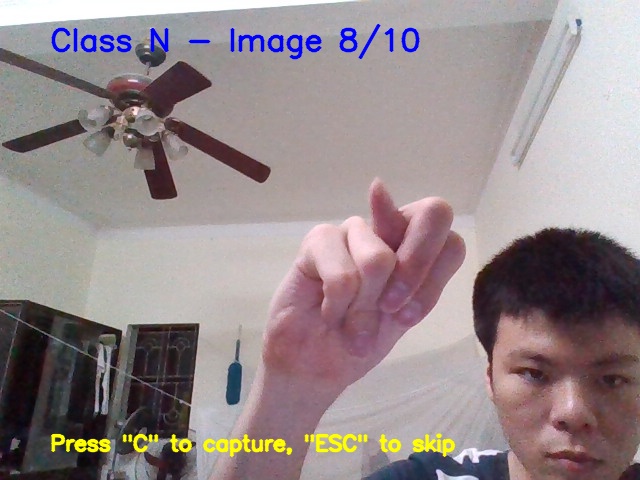 Class N - Image 8/10
Press "C" to capture, "ESC" to skip